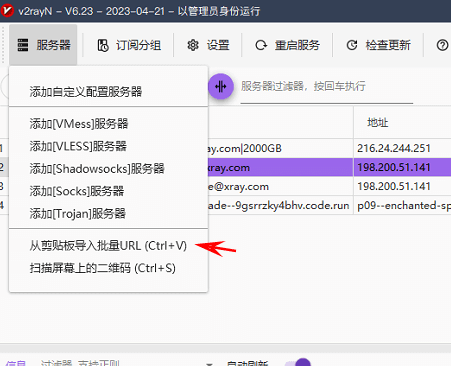 v2rayN - V6.23 - 2023-04-21 - 以管理员身份运行
服务器 订阅分组 设置 重启服务 检查更新
添加自定义配置服务器
服务器过滤器，按回车执行
添加[VMess]服务器
添加[VLESS]服务器
添加[Shadowsocks]服务器
添加[Socks]服务器
添加[Trojan]服务器
从剪贴板导入批量URL (Ctrl+V)
扫描屏幕上的二维码 (Ctrl+S)
地址
1 ay.com|2000GB 216.24.244.251
2 xray.com 198.200.51.141
3 e@xray.com 198.200.51.141
4 ade--9gsrrzky4bhv.code.run p09--enchanted-sp
信息 过滤器,支持正则 自动刷新